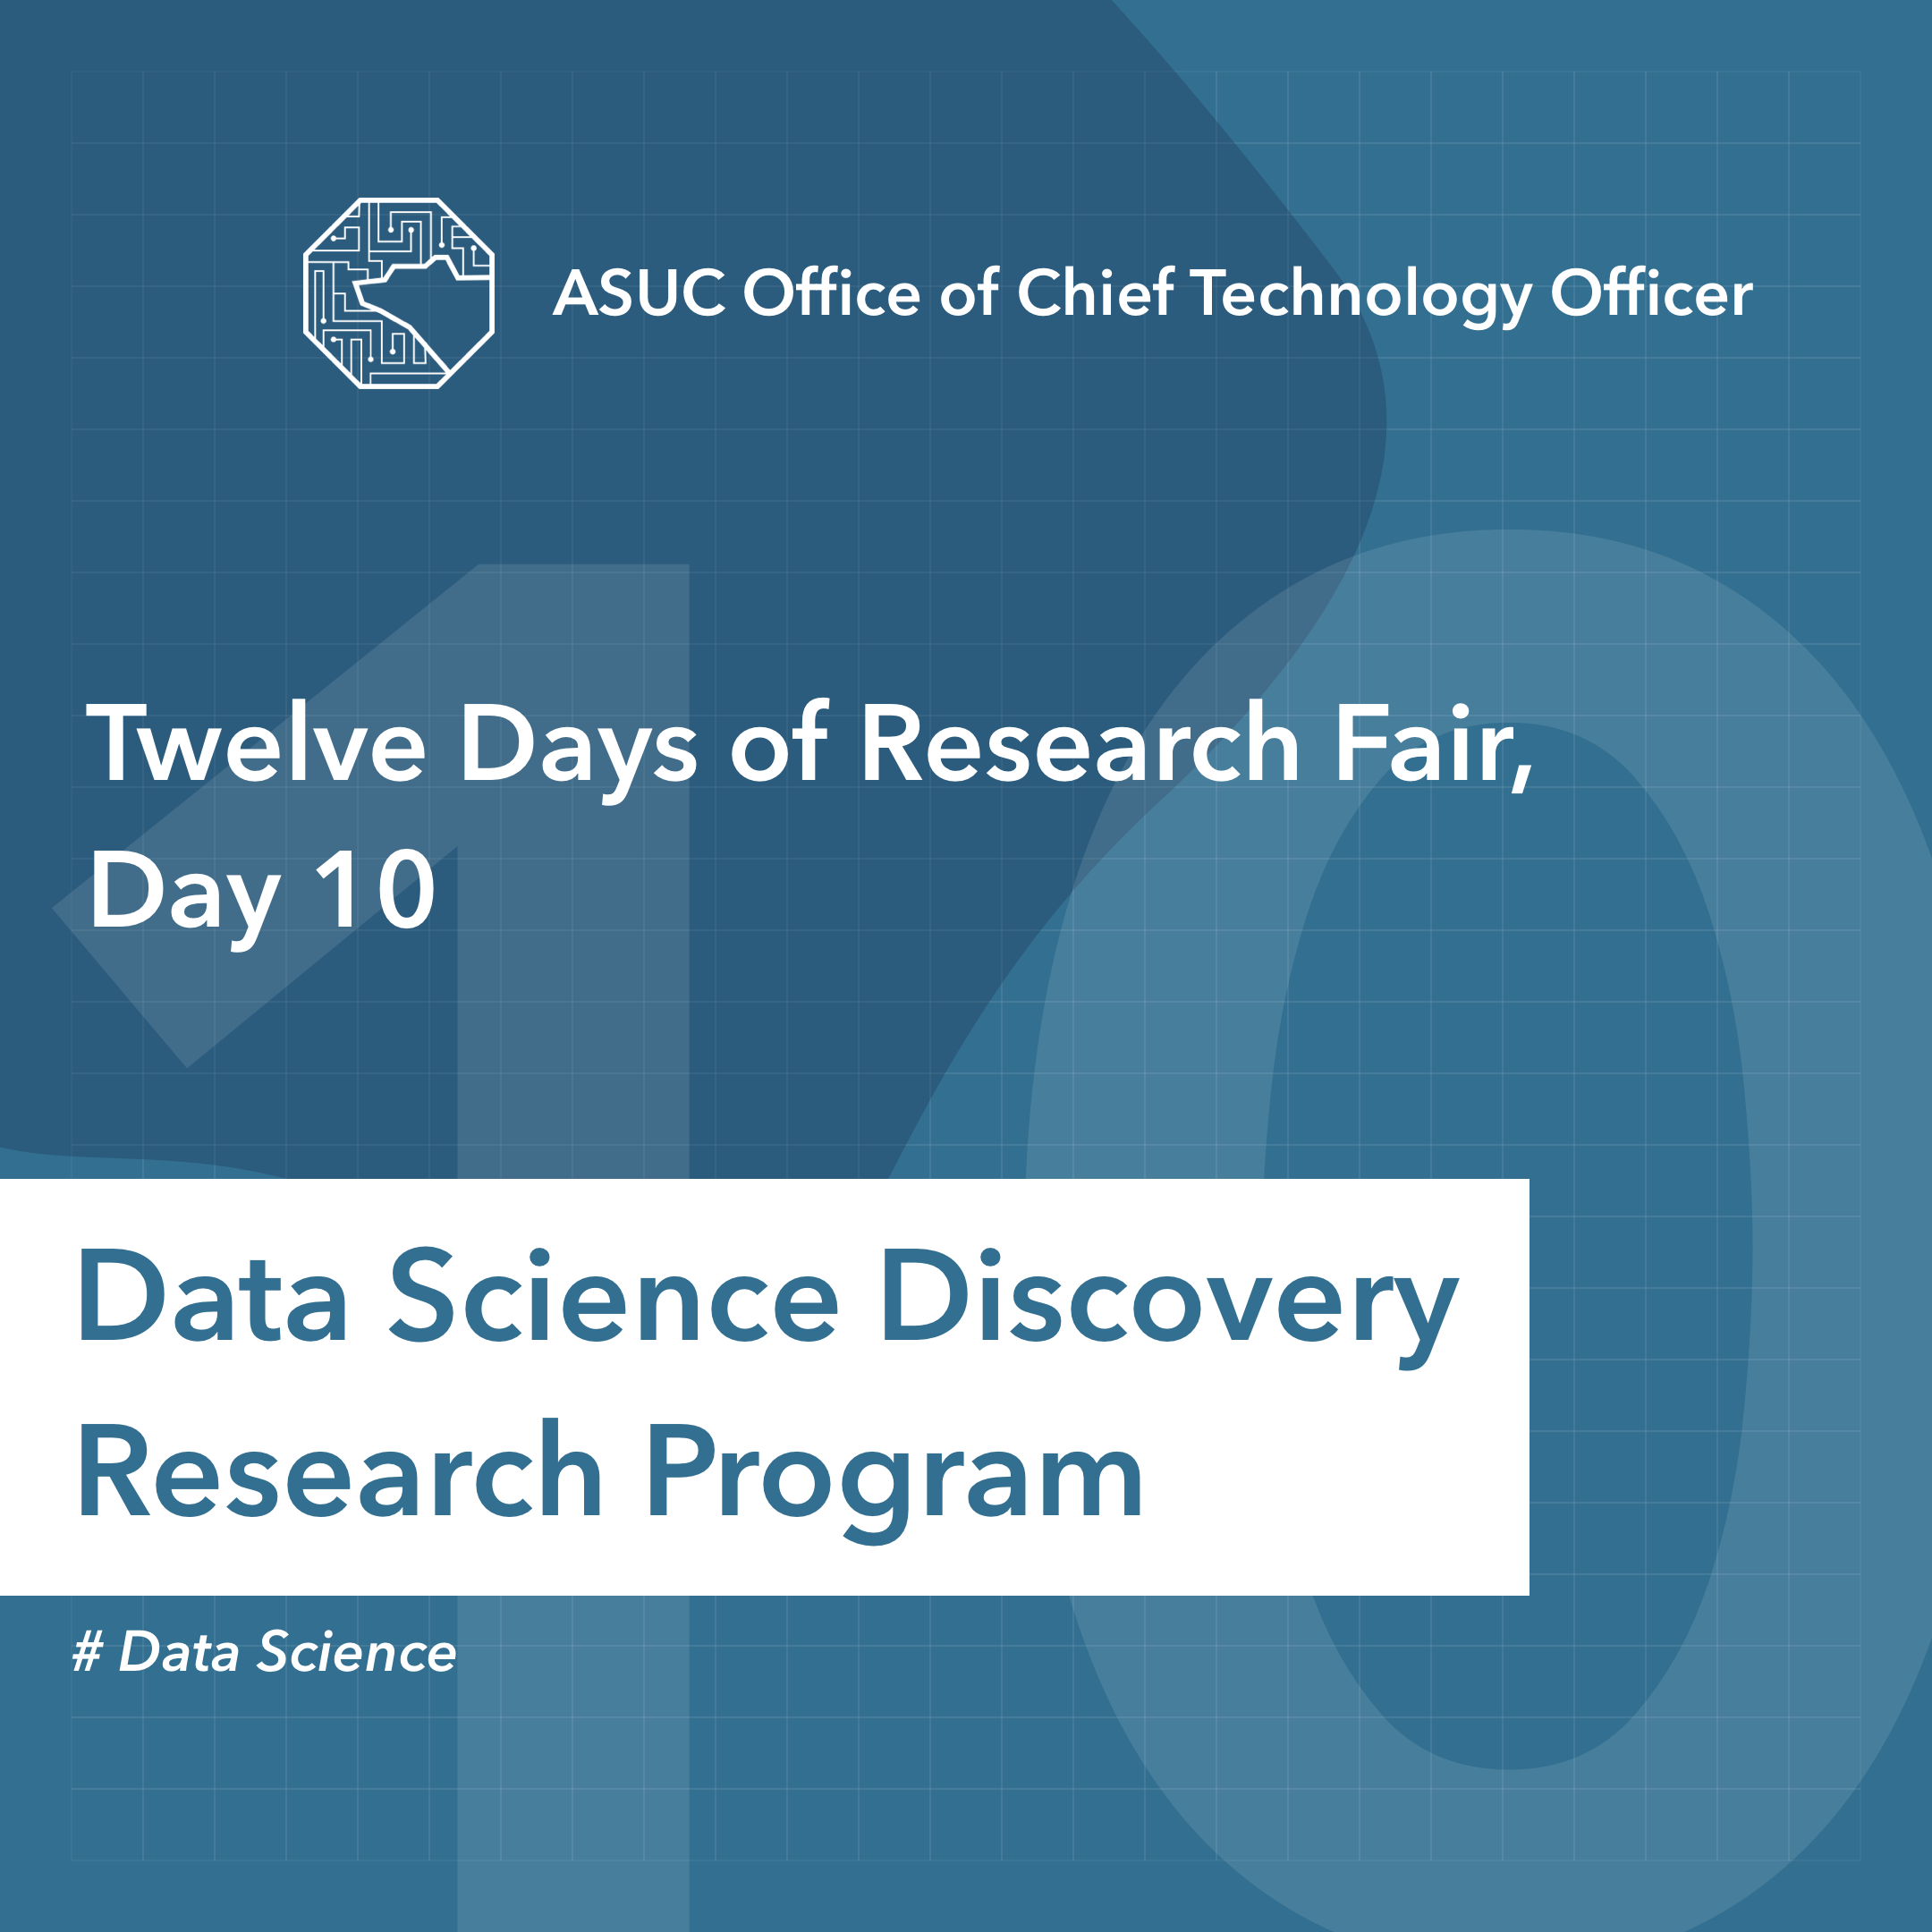 ASUC Office of Chief Technology Officer
Twelve Days of Research Fair,
Day 10
10
Data Science Discovery
Research Program
# Data Science